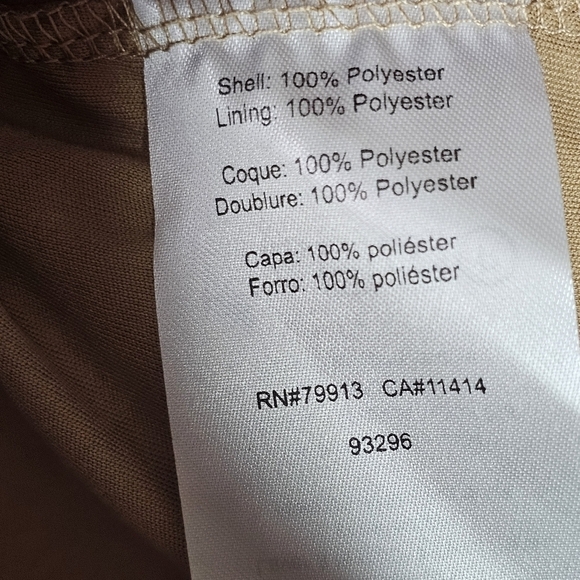 Shell: 100% Polyester
Lining: 100% Polyester
Coque: 100% Polyester
Doublure: 100% Polyester
Capa: 100% poliéster
Forro: 100% poliéster
RN#79913 CA#11414
93296